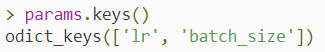 > params.keys()
odict_keys(['lr', 'batch_size'])